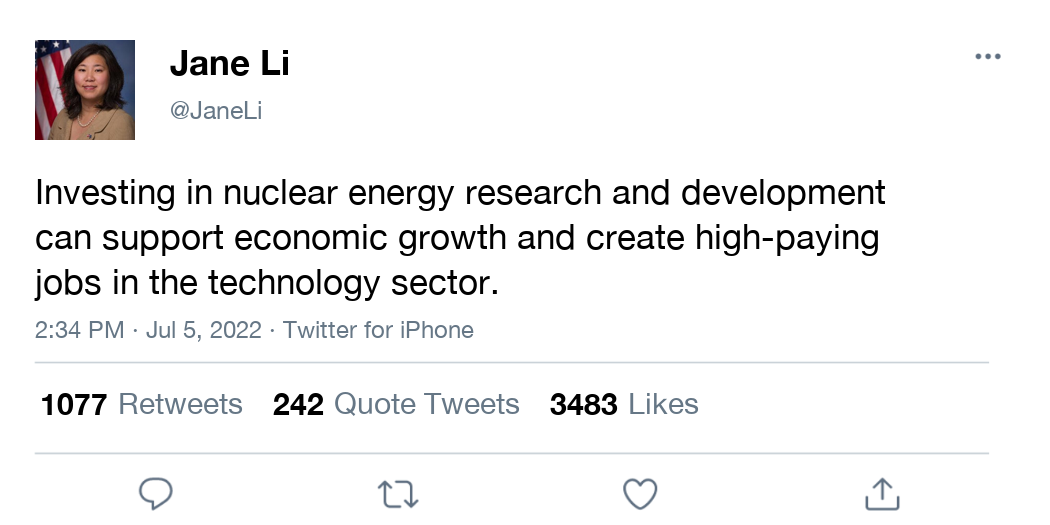 Jane Li
@JaneLi
Investing in nuclear energy research and development
can support economic growth and create high-paying
jobs in the technology sector.
2:34 PM · Jul 5, 2022 · Twitter for iPhone
1077 Retweets 242 Quote Tweets 3483 Likes